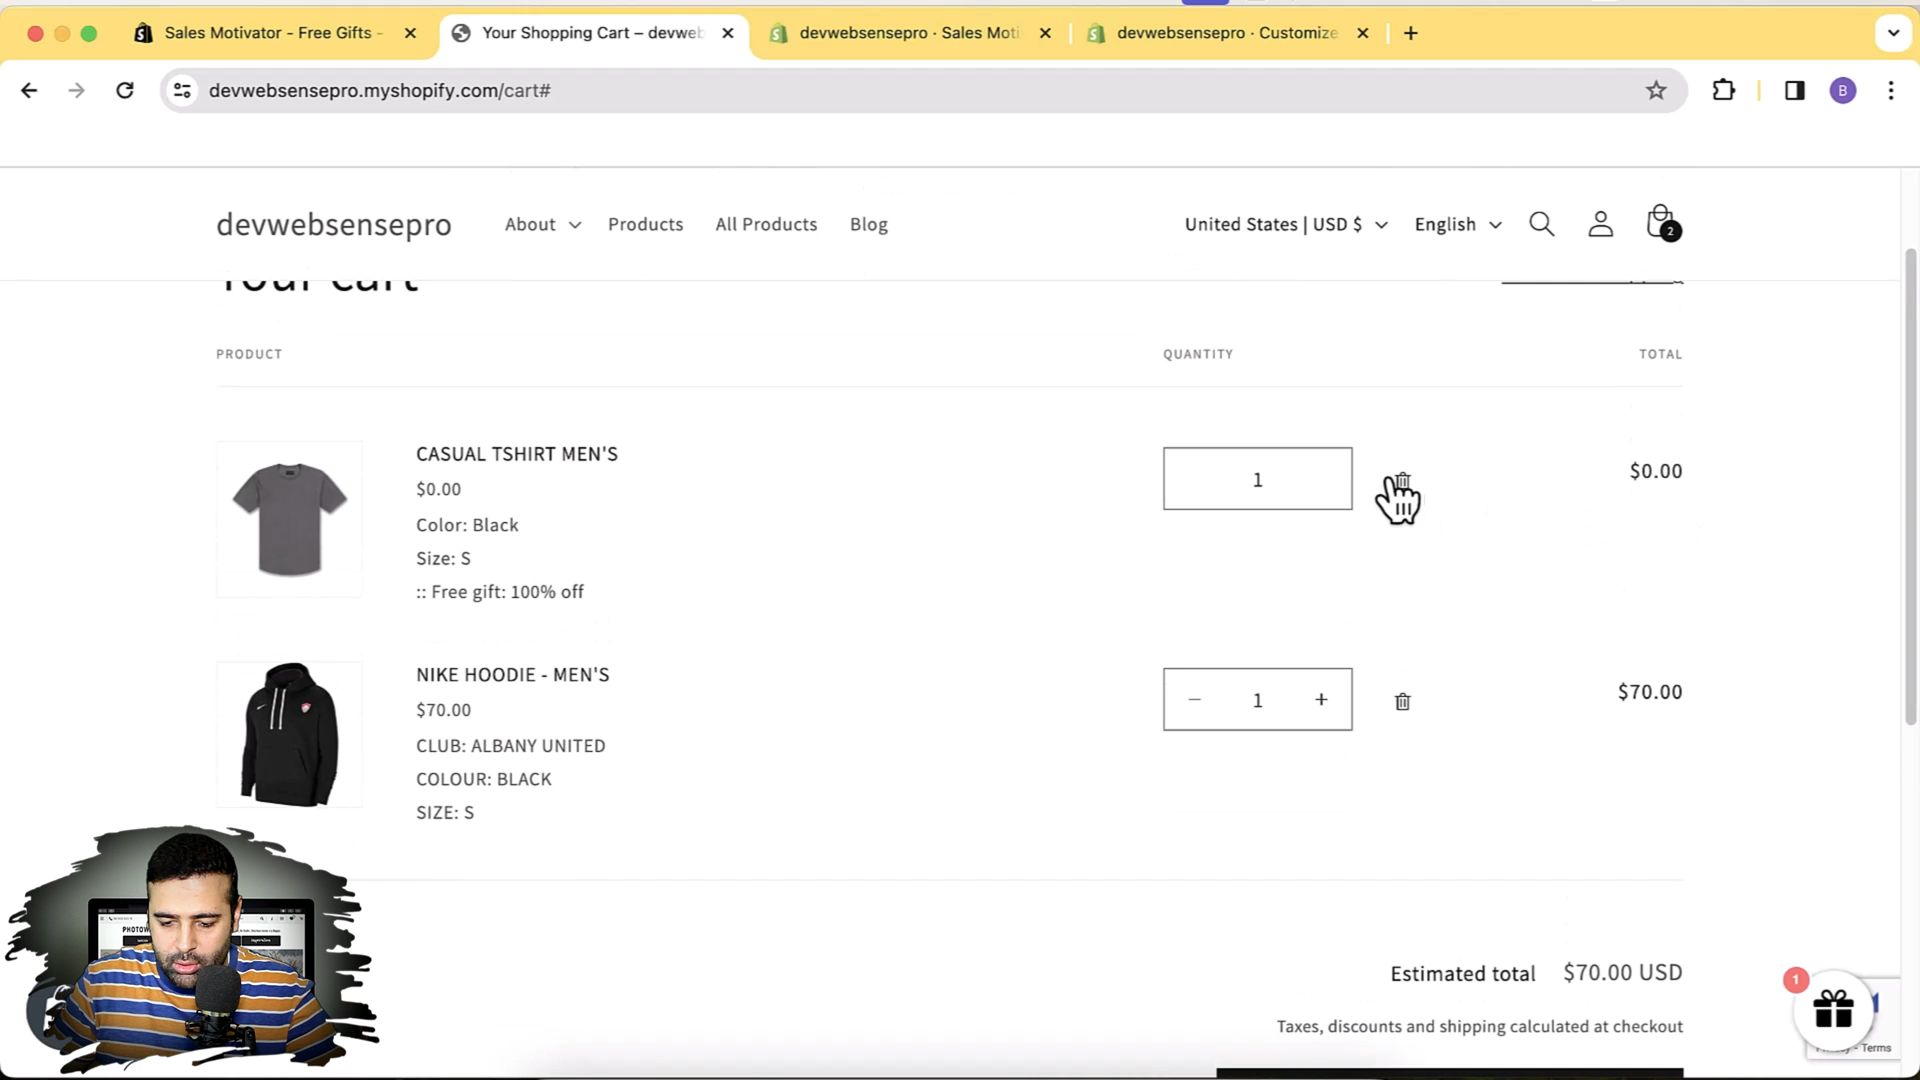 Sales Motivator - Free Gifts -
Your Shopping Cart – devweb
devwebsensepro · Sales Moti
devwebsensepro · Customize
devwebsensepro.myshopify.com/cart#
B
devwebsensepro
About
Products
All Products
Blog
United States | USD $
English
2
Your cart
PRODUCT
QUANTITY
TOTAL
CASUAL TSHIRT MEN'S
$0.00
Color: Black
Size: S
:: Free gift: 100% off
1
$0.00
NIKE HOODIE - MEN'S
$70.00
CLUB: ALBANY UNITED
COLOUR: BLACK
SIZE: S
− 1 +
$70.00
Estimated total $70.00 USD
Taxes, discounts and shipping calculated at checkout
1
- Terms